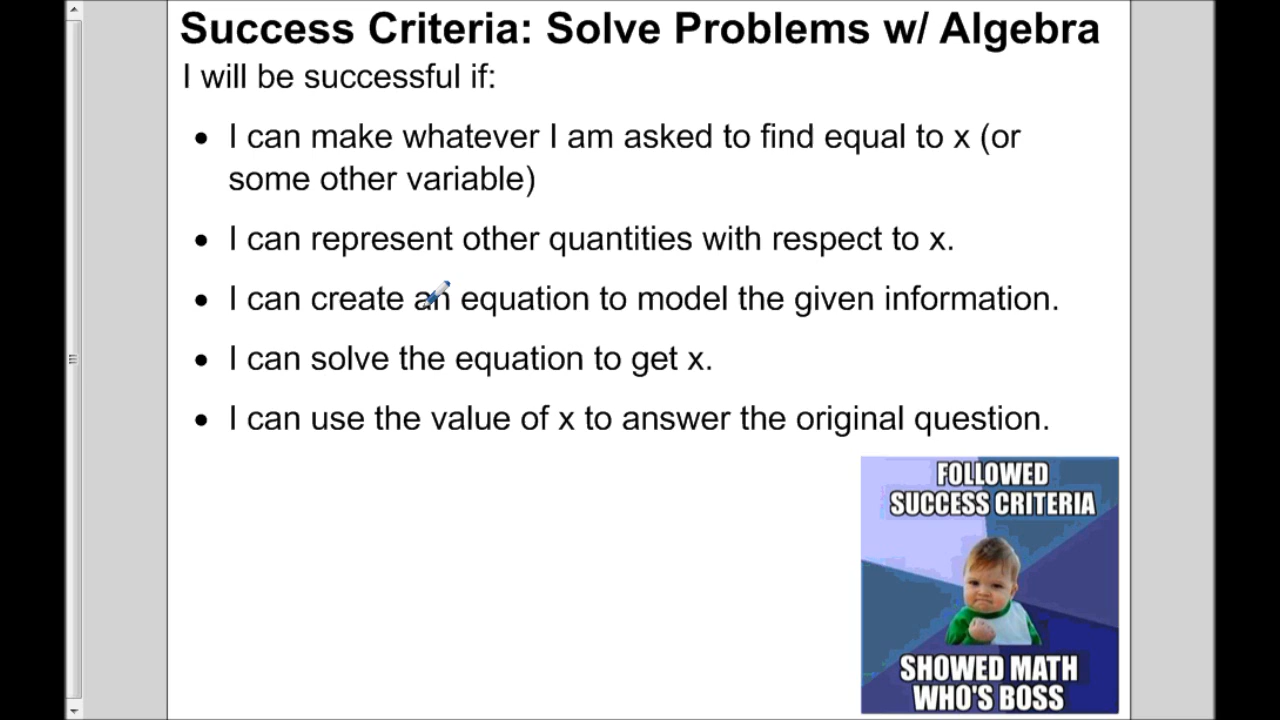 Success Criteria: Solve Problems w/ Algebra
I will be successful if:
• I can make whatever I am asked to find equal to x (or
some other variable)
• I can represent other quantities with respect to x.
• I can create an equation to model the given information.
• I can solve the equation to get x.
• I can use the value of x to answer the original question.
FOLLOWED
SUCCESS CRITERIA
SHOWED MATH
WHO'S BOSS